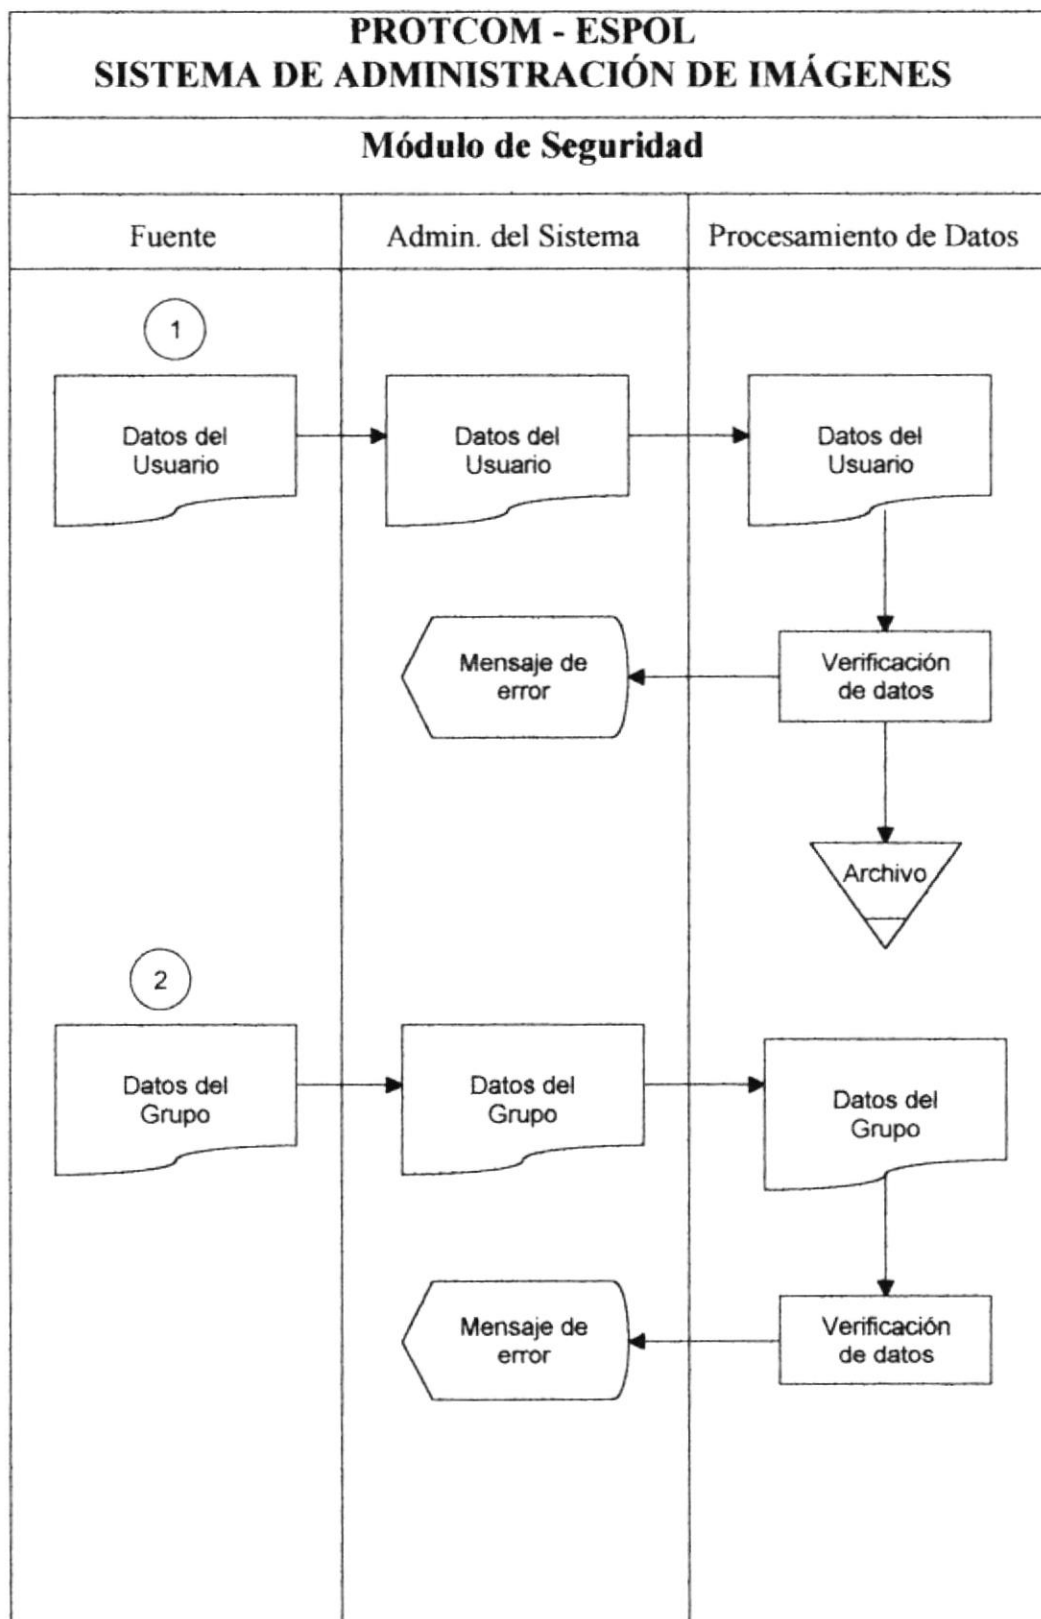 PROTCOM - ESPOL
SISTEMA DE ADMINISTRACIÓN DE IMÁGENES
Módulo de Seguridad
Fuente
Admin. del Sistema
Procesamiento de Datos
1
Datos del
Usuario
Datos del
Usuario
Datos del
Usuario
Mensaje de
error
Verificación
de datos
Archivo
2
Datos del
Grupo
Datos del
Grupo
Datos del
Grupo
Mensaje de
error
Verificación
de datos